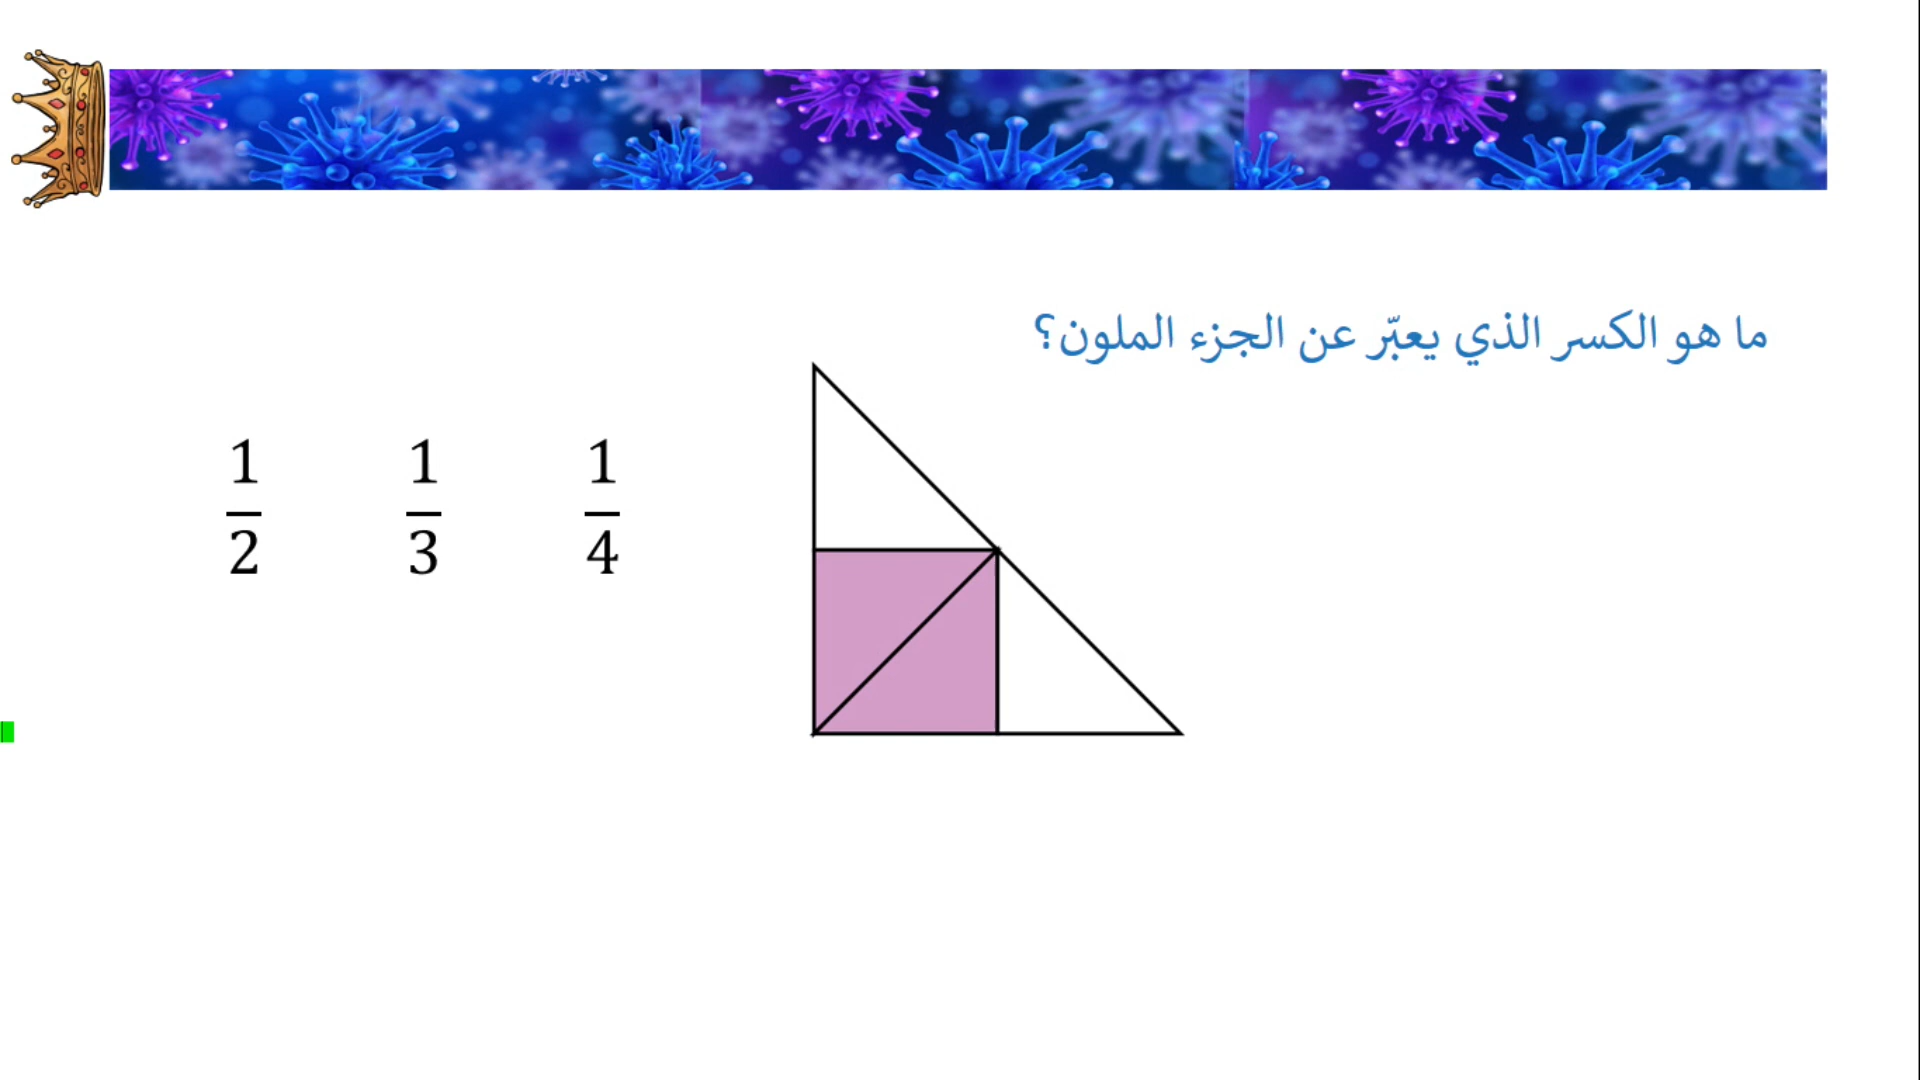 ما هو الكسر الذي يعبّر عن الجزء الملون؟
1/2 1/3 1/4